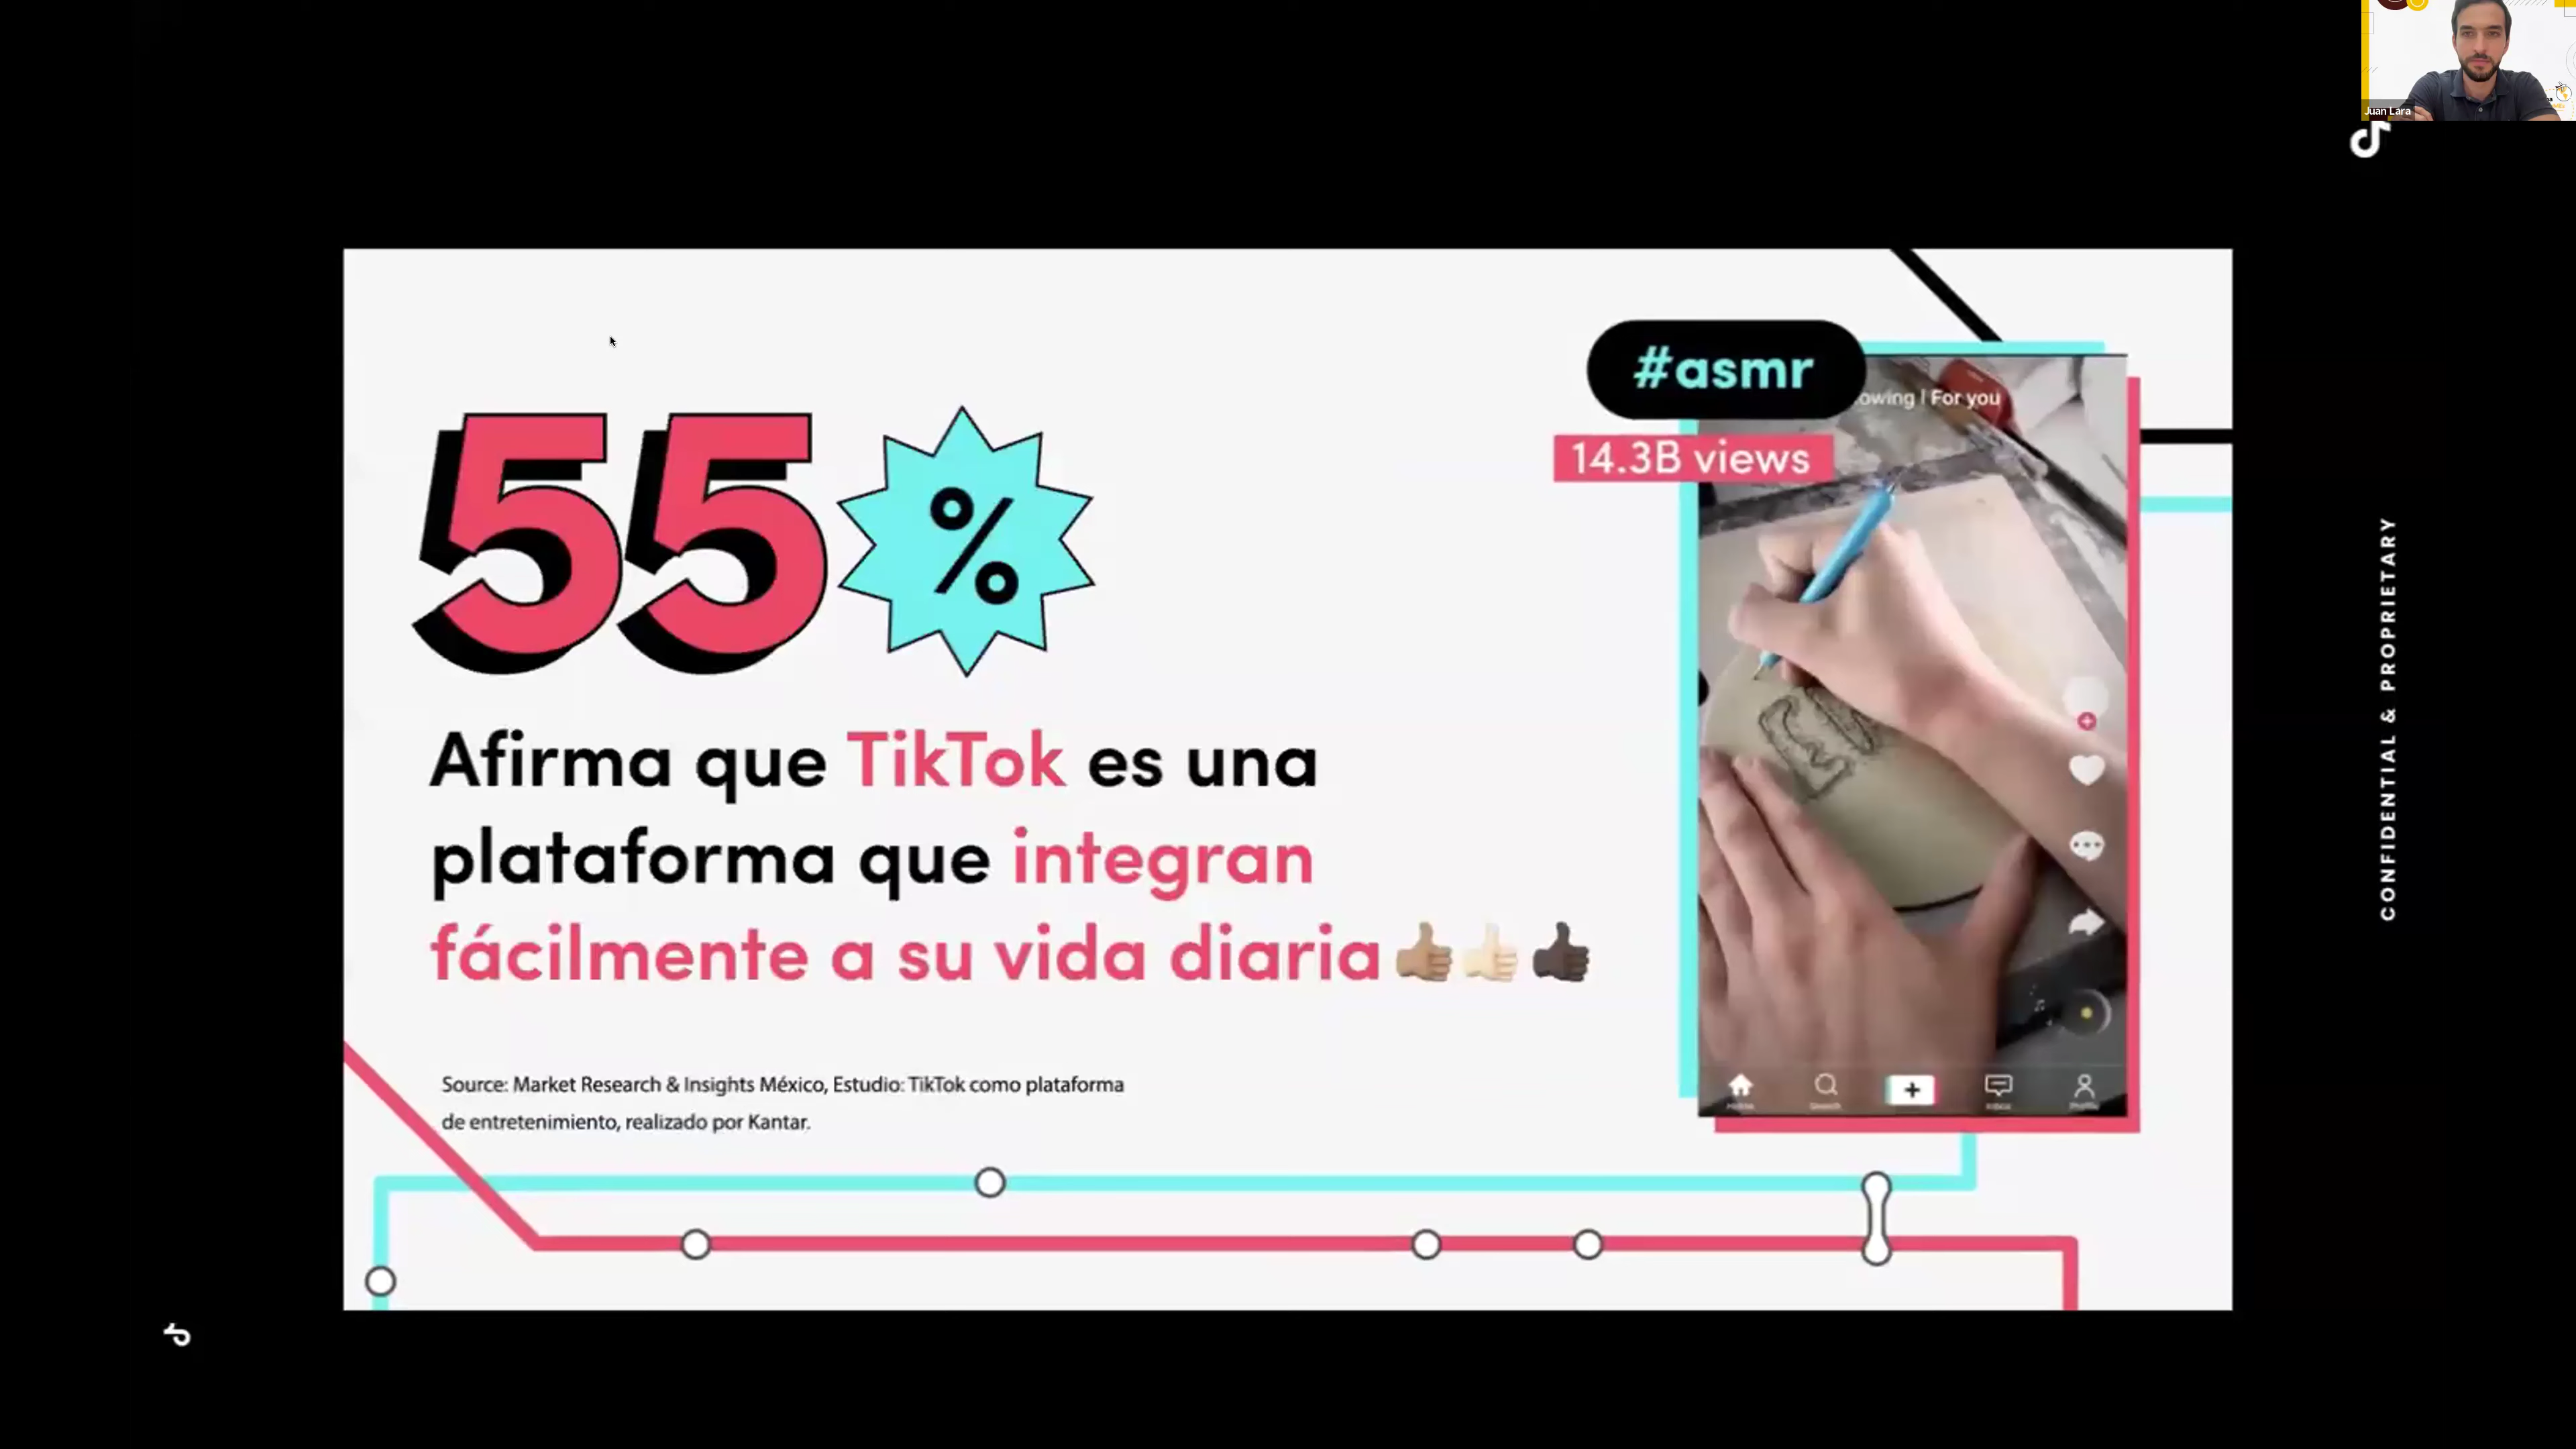 Juan Lara
#asmr
owing | For you
14.3B views
55%
Afirma que TikTok es una
plataforma que integran
fácilmente a su vida diaria
Source: Market Research & Insights México, Estudio: TikTok como plataforma
de entretenimiento, realizado por Kantar.
CONFIDENTIAL & PROPRIETARY